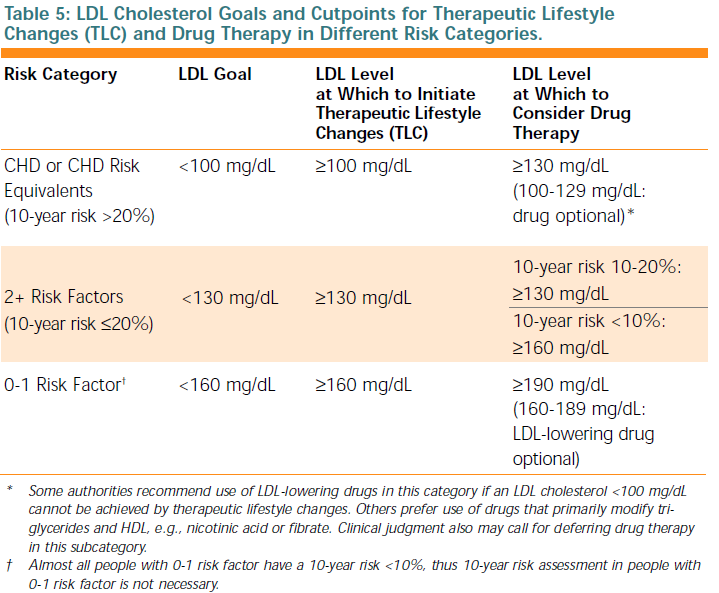 Table 5: LDL Cholesterol Goals and Cutpoints for Therapeutic Lifestyle
Changes (TLC) and Drug Therapy in Different Risk Categories.
Risk Category
LDL Goal
LDL Level
at Which to Initiate
Therapeutic Lifestyle
Changes (TLC)
LDL Level
at Which to
Consider Drug
Therapy
CHD or CHD Risk
Equivalents
(10-year risk >20%)
<100 mg/dL
≥100 mg/dL
≥130 mg/dL
(100-129 mg/dL:
drug optional)*
2+ Risk Factors
(10-year risk ≤20%)
<130 mg/dL
≥130 mg/dL
10-year risk 10-20%:
≥130 mg/dL
10-year risk <10%:
≥160 mg/dL
0-1 Risk Factor†
<160 mg/dL
≥160 mg/dL
≥190 mg/dL
(160-189 mg/dL:
LDL-lowering drug
optional)
* Some authorities recommend use of LDL-lowering drugs in this category if an LDL cholesterol <100 mg/dL
cannot be achieved by therapeutic lifestyle changes. Others prefer use of drugs that primarily modify tri-
glycerides and HDL, e.g., nicotinic acid or fibrate. Clinical judgment also may call for deferring drug therapy
in this subcategory.
† Almost all people with 0-1 risk factor have a 10-year risk <10%, thus 10-year risk assessment in people with
0-1 risk factor is not necessary.